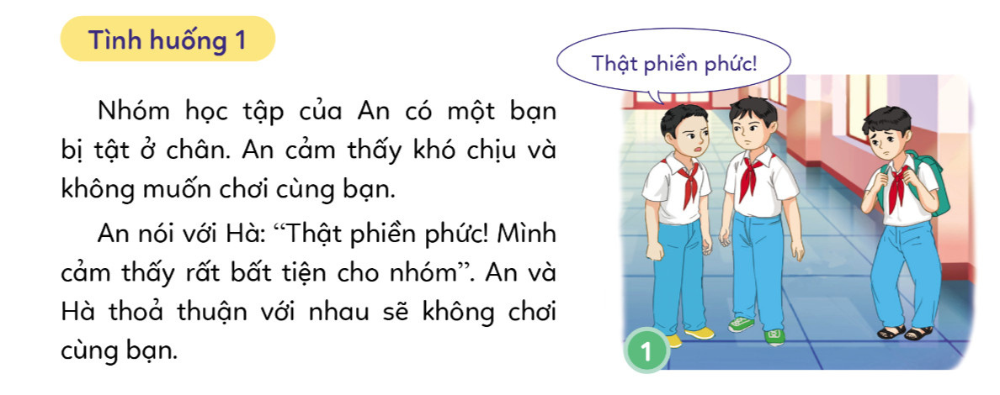 Tình huống 1
Thật phiền phức!
Nhóm học tập của An có một bạn
bị tật ở chân. An cảm thấy khó chịu và
không muốn chơi cùng bạn.
An nói với Hà: “Thật phiền phức! Mình
cảm thấy rất bất tiện cho nhóm”. An và
Hà thoả thuận với nhau sẽ không chơi
cùng bạn.
1